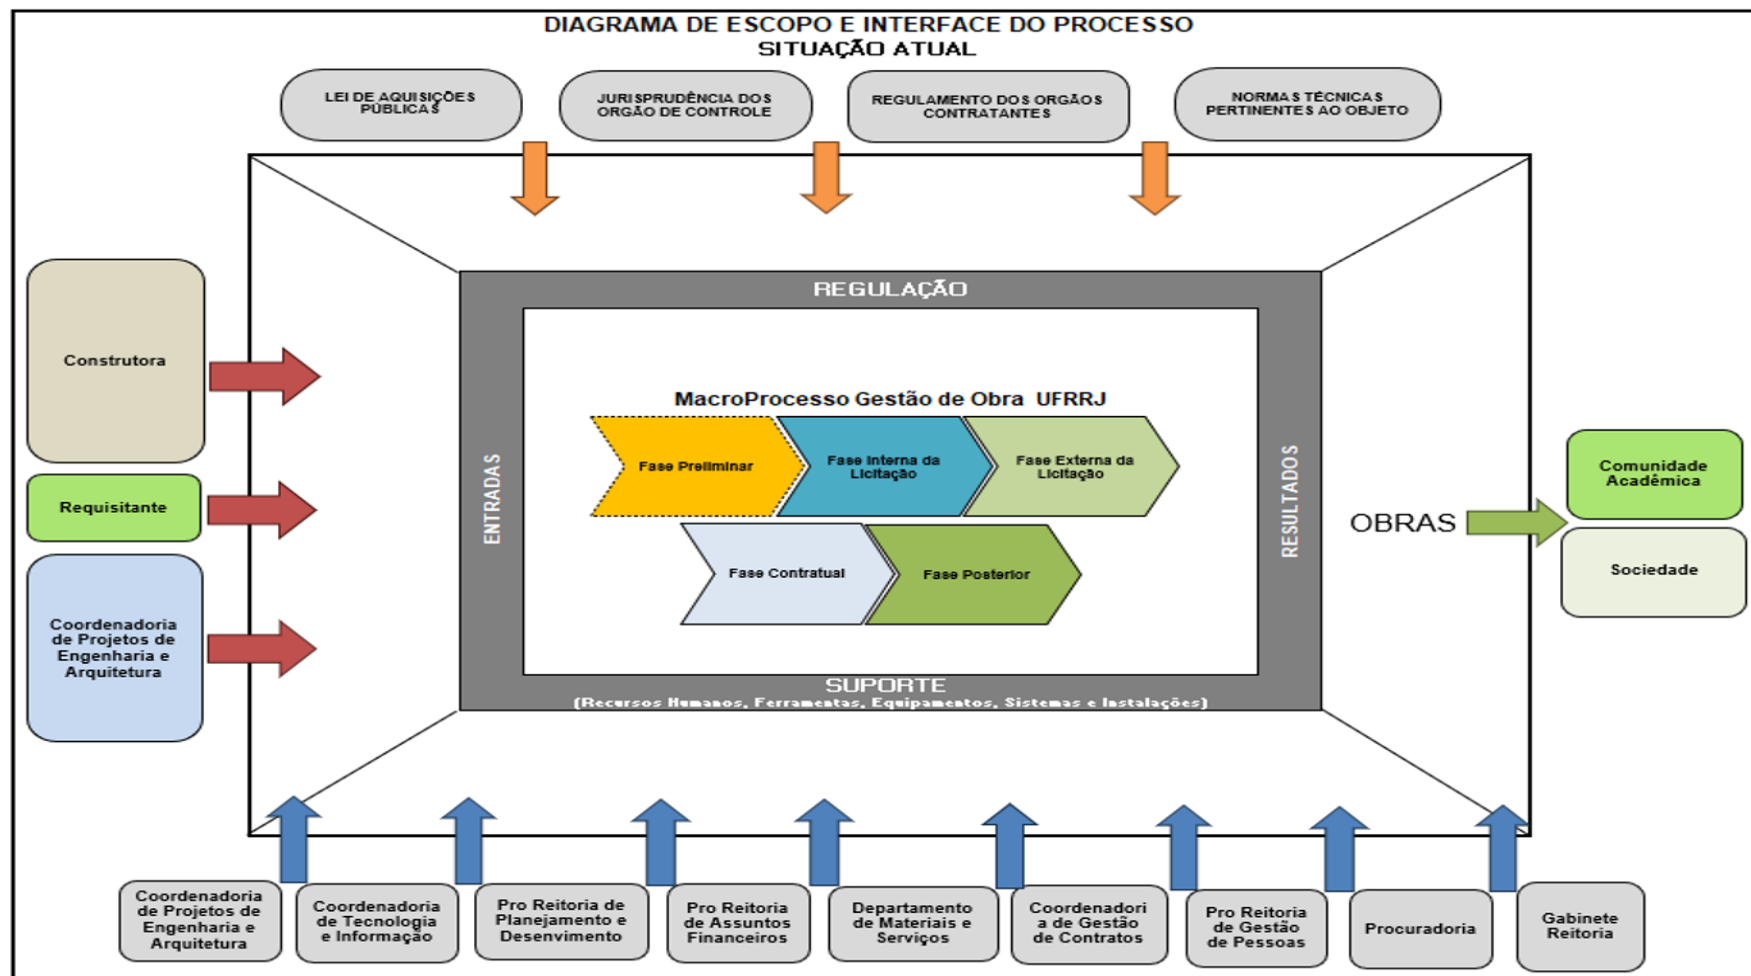 DIAGRAMA DE ESCOPO E INTERFACE DO PROCESSO
SITUAÇÃO ATUAL
LEI DE AQUISIÇÕES
PÚBLICAS
JURISPRUDÊNCIA DOS
ORGÃO DE CONTROLE
REGULAMENTO DOS ORGÃOS
CONTRATANTES
NORMAS TÉCNICAS
PERTINENTES AO OBJETO
REGULAÇÃO
Construtora
Requisitante
Coordenadoria
de Projetos de
Engenharia e
Arquitetura
ENTRADAS
MacroProcesso Gestão de Obra UFRRJ
Fase Preliminar
Fase Interna da
Licitação
Fase Externa da
Licitação
Fase Contratual
Fase Posterior
RESULTADOS
OBRAS
Comunidade
Acadêmica
Sociedade
SUPORTE
(Recursos Humanos, Ferramentas, Equipamentos, Sistemas e Instalações)
Coordenadoria
de Projetos de
Engenharia e
Arquitetura
Coordenadoria
de Tecnologia
e Informação
Pro Reitoria de
Planejamento e
Desenvimento
Pro Reitoria
de Assuntos
Financeiros
Departamento
de Materiais e
Serviços
Coordenadori
a de Gestão
de Contratos
Pro Reitoria
de Gestão
de Pessoas
Procuradoria
Gabinete
Reitoria